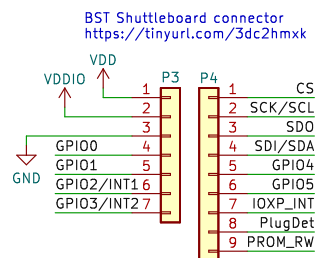 BST Shuttleboard connector
https://tinyurl.com/3dc2hmxk
VDD
P3 P4
VDDIO
1 1 CS
2 2 SCK/SCL
3 3 SDO
GPIO0 4 4 SDI/SDA
GND GPIO1 5 5 GPIO4
GPIO2/INT1 6 6 GPIO5
GPIO3/INT2 7 7 IOXP_INT
8 PlugDet
9 PROM_RW